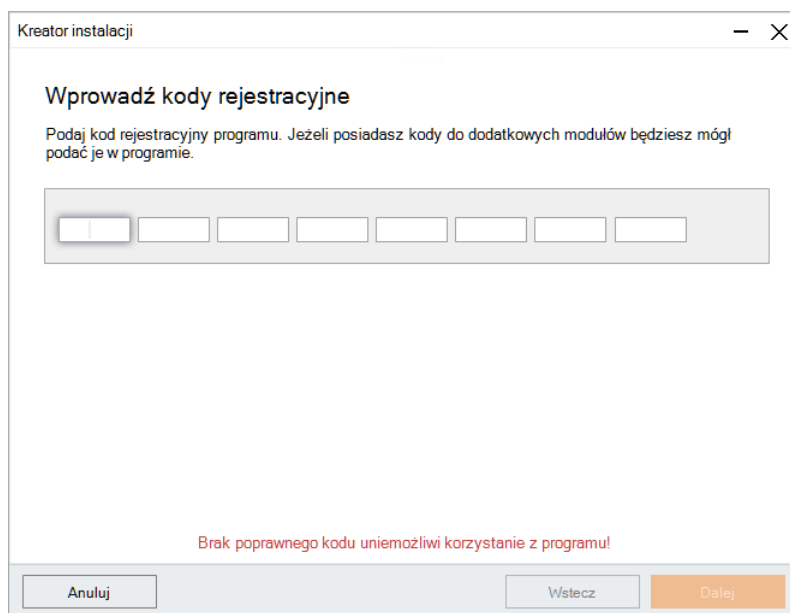 Kreator instalacji
Wprowadź kody rejestracyjne
Podaj kod rejestracyjny programu. Jeżeli posiadasz kody do dodatkowych modułów będziesz mógł
podać je w programie.
Brak poprawnego kodu uniemożliwi korzystanie z programu!
Anuluj
Wstecz
Dalej